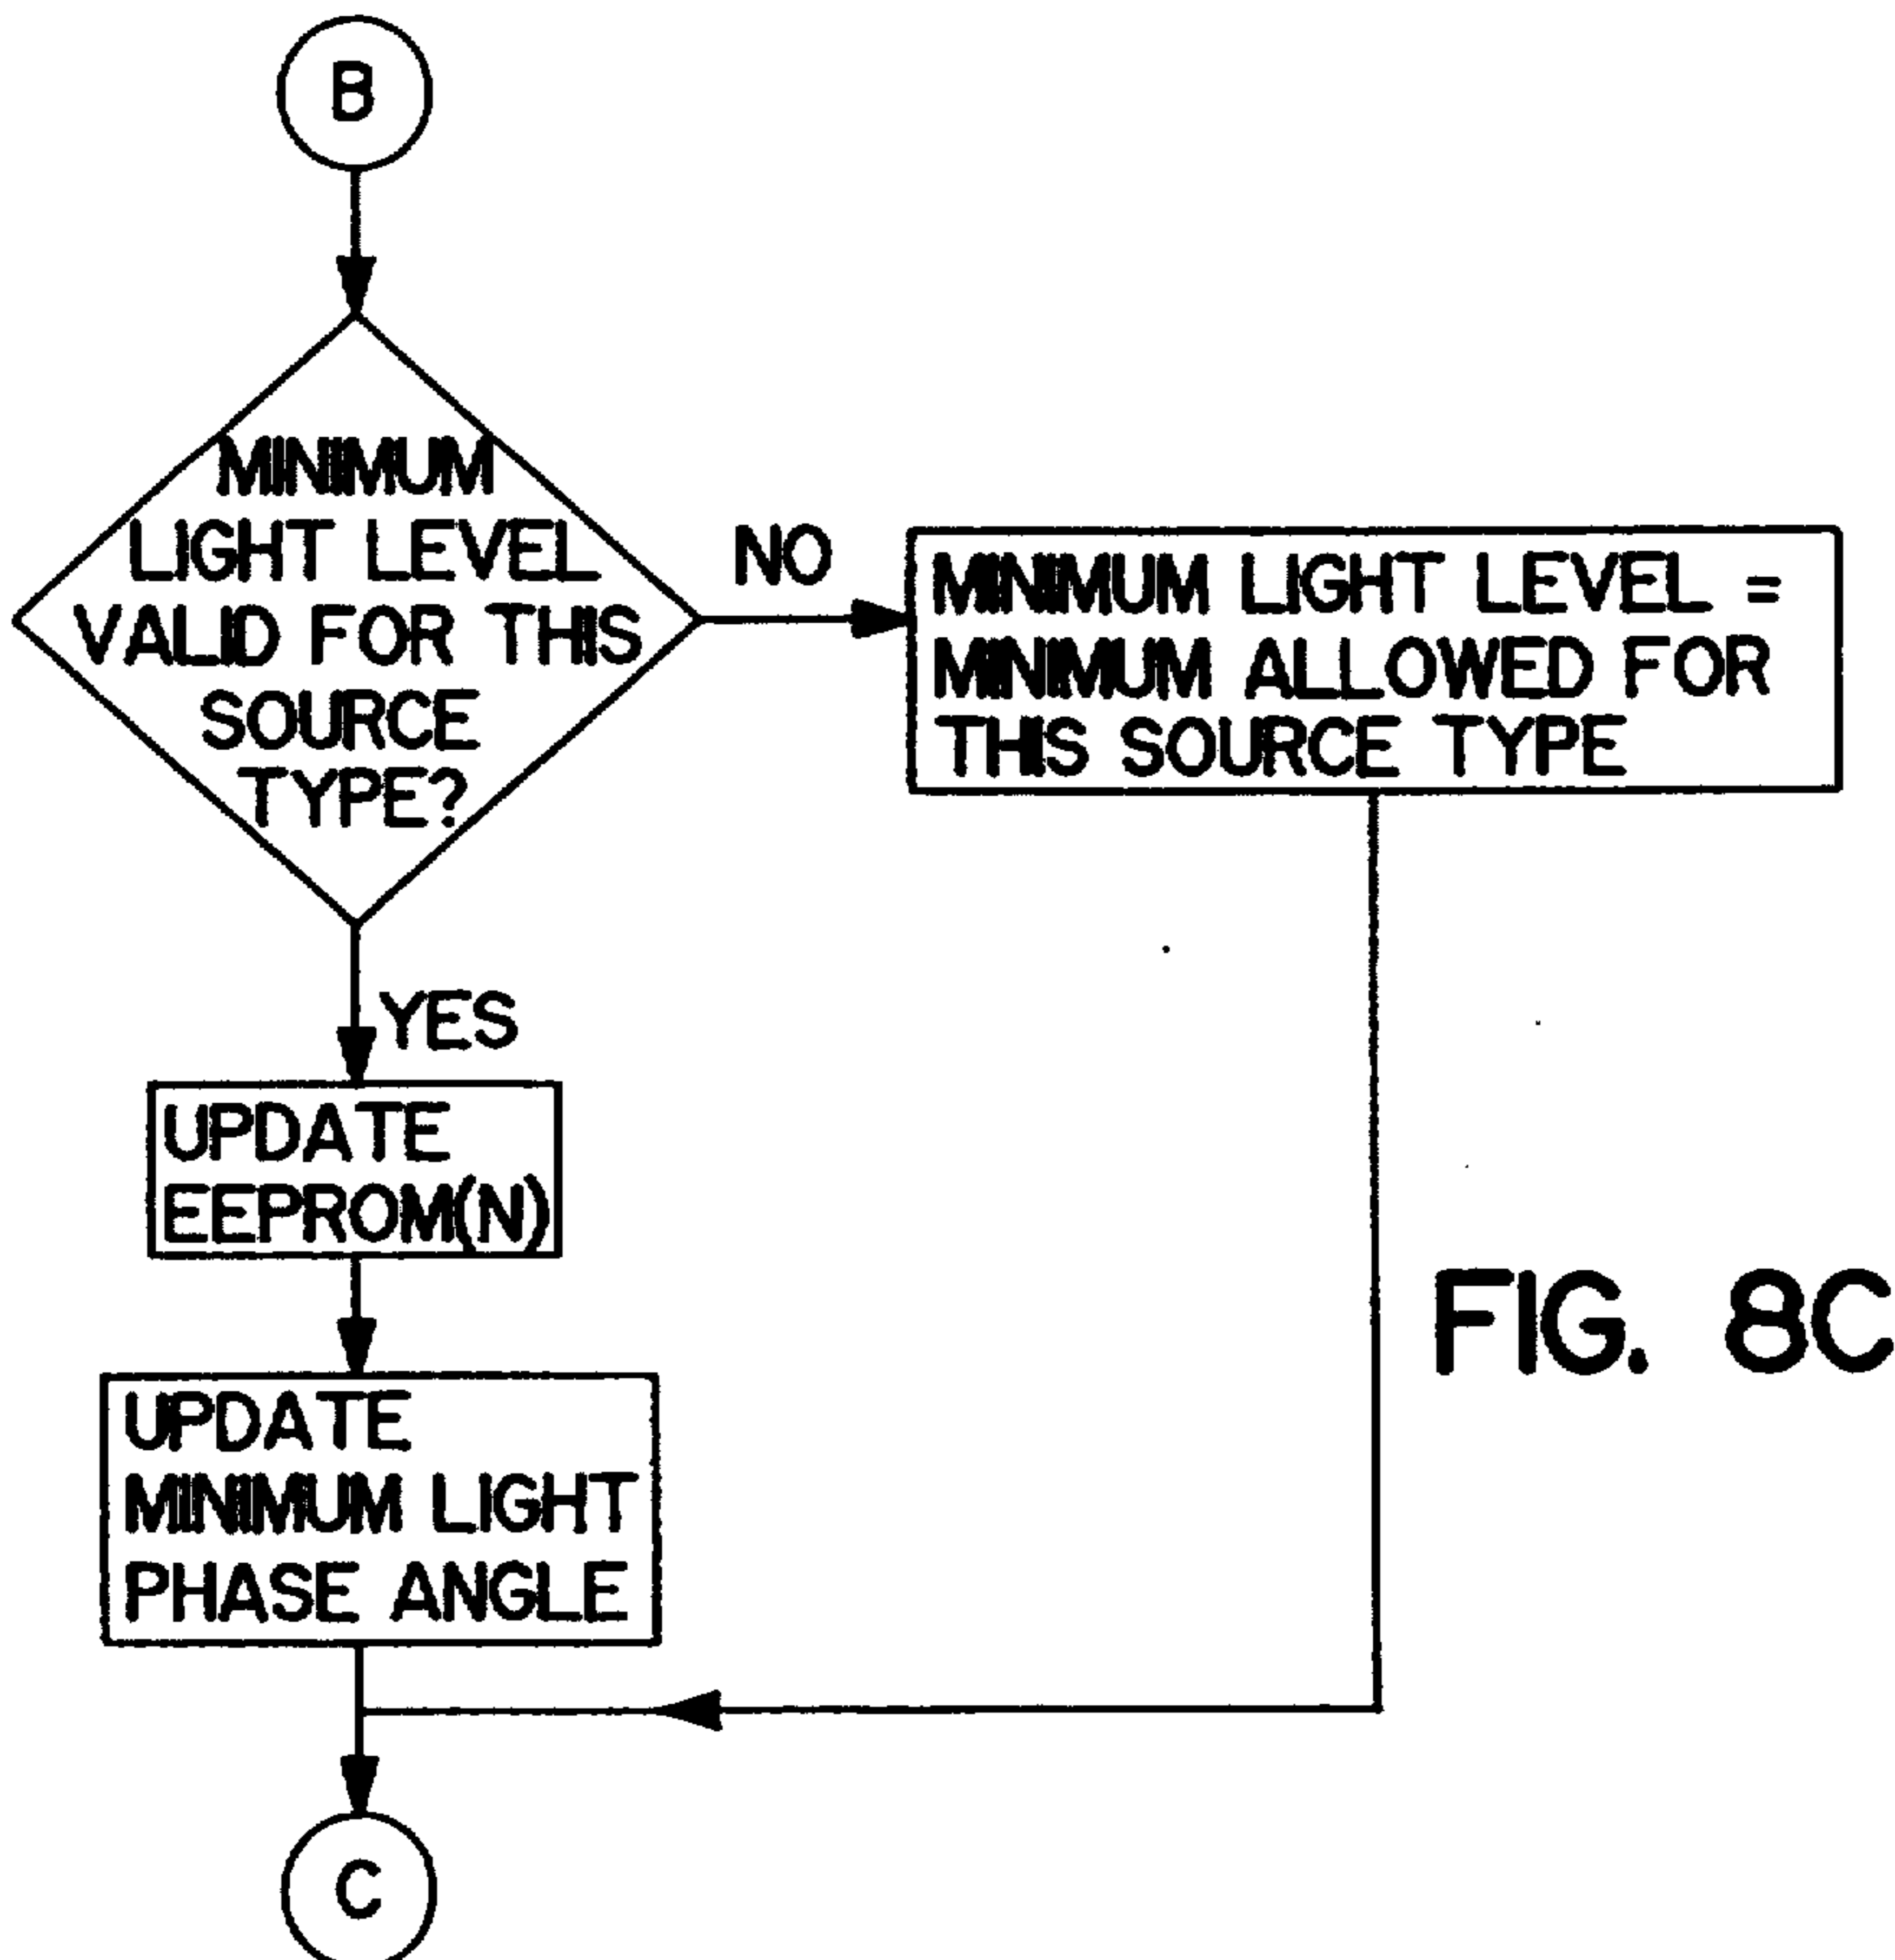 B
MINIMUM
LIGHT LEVEL
VALID FOR THIS
SOURCE
TYPE?
NO
MINIMUM LIGHT LEVEL =
MINIMUM ALLOWED FOR
THIS SOURCE TYPE
YES
UPDATE
EEPROM(N)
UPDATE
MINIMUM LIGHT
PHASE ANGLE
C
FIG. 8C